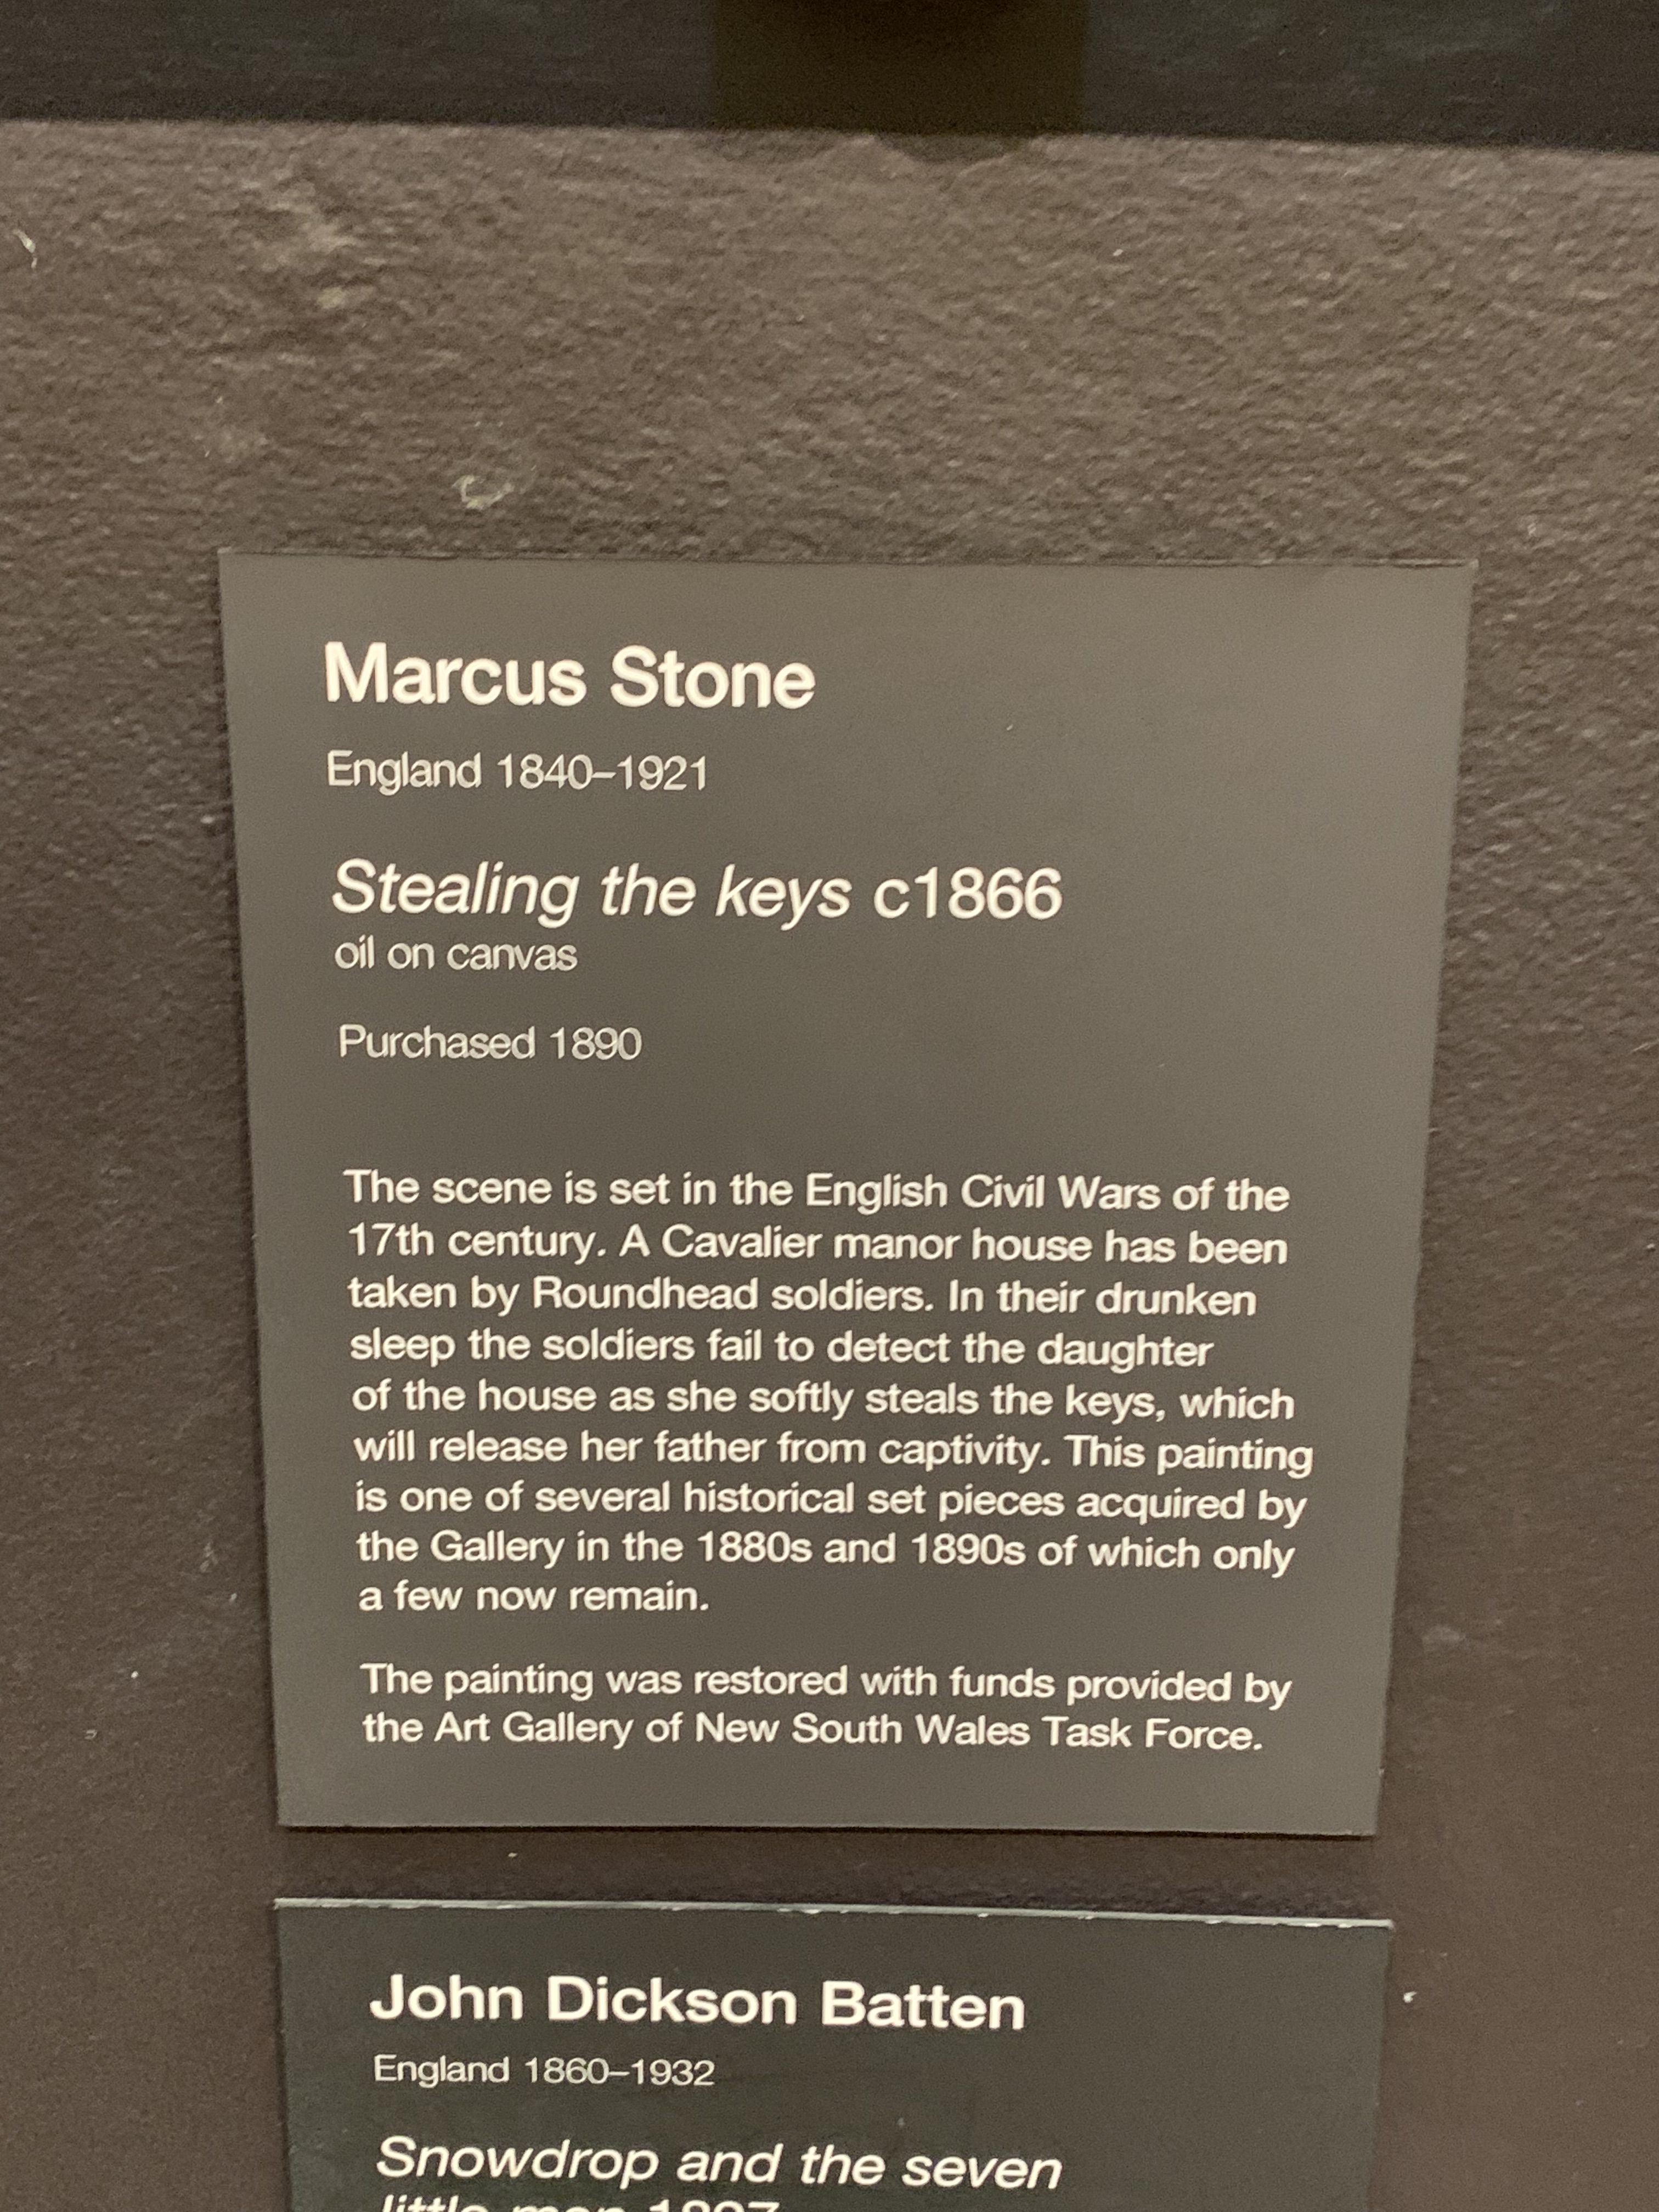 Marcus Stone
England 1840–1921
Stealing the keys c1866
oil on canvas
Purchased 1890
The scene is set in the English Civil Wars of the
17th century. A Cavalier manor house has been
taken by Roundhead soldiers. In their drunken
sleep the soldiers fail to detect the daughter
of the house as she softly steals the keys, which
will release her father from captivity. This painting
is one of several historical set pieces acquired by
the Gallery in the 1880s and 1890s of which only
a few now remain.
The painting was restored with funds provided by
the Art Gallery of New South Wales Task Force.
John Dickson Batten
England 1860–1932
Snowdrop and the seven
little men 1897